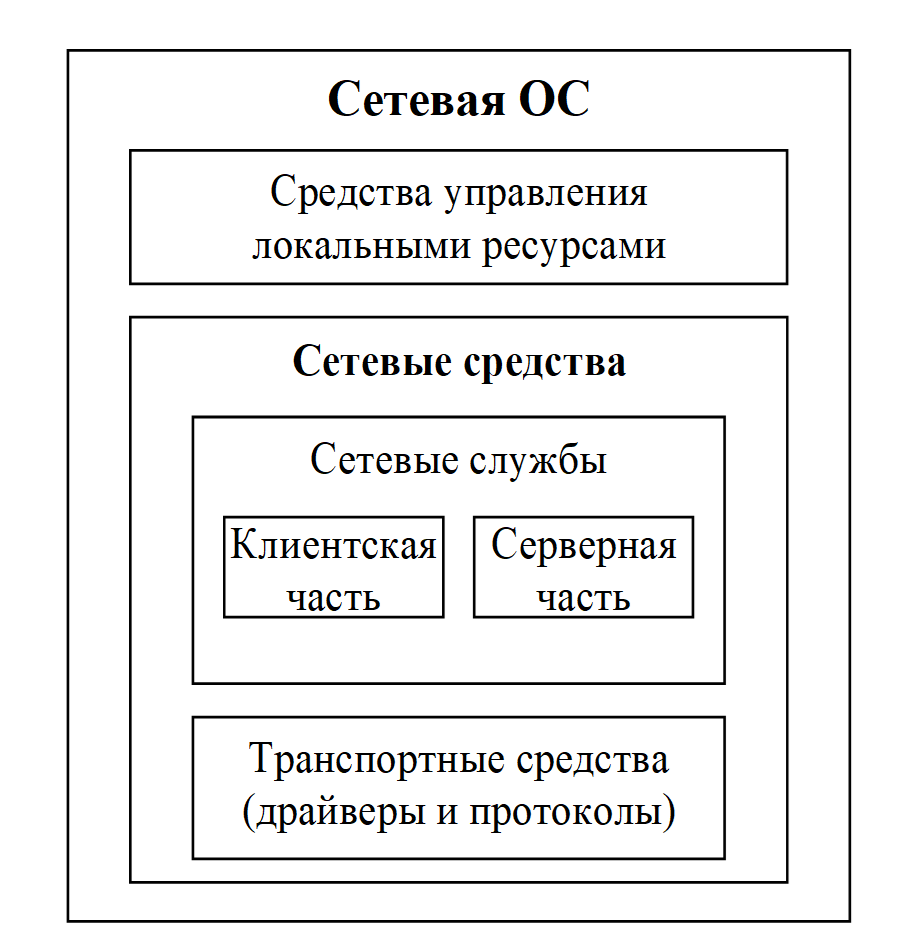 Сетевая ОС
Средства управления
локальными ресурсами
Сетевые средства
Сетевые службы
Клиентская
часть
Серверная
часть
Транспортные средства
(драйверы и протоколы)